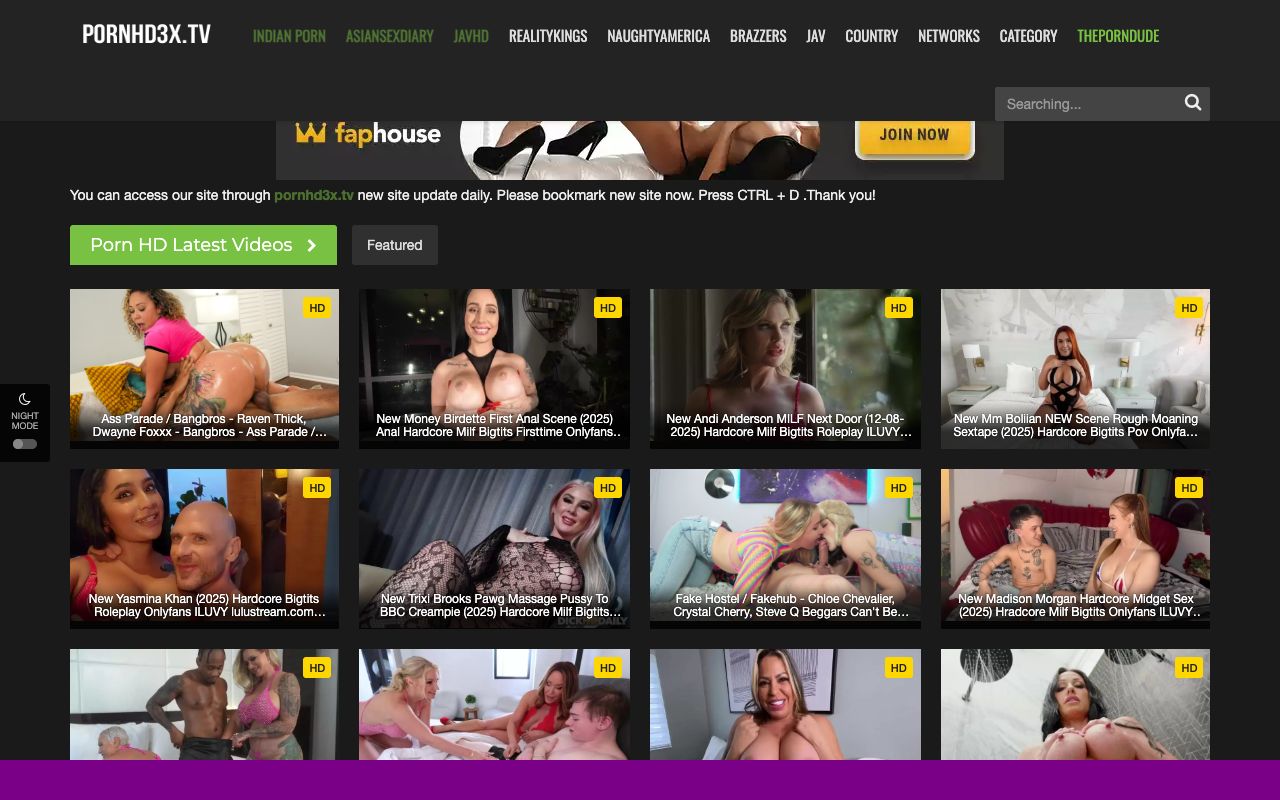 PORNHD3X.TV
INDIAN PORN ASIANSEXDIARY JAVHD REALITYKINGS NAUGHTYAMERICA BRAZZERS JAV COUNTRY NETWORKS CATEGORY THEPORNDUDE
Searching...
faphouse
JOIN NOW
You can access our site through pornhd3x.tv new site update daily. Please bookmark new site now. Press CTRL + D .Thank you!
Porn HD Latest Videos
Featured
HD
Ass Parade / Bangbros - Raven Thick,
Dwayne Foxxx - Bangbros - Ass Parade /...
HD
New Money Birdette First Anal Scene (2025)
Anal Hardcore Milf Bigtits Firsttime Onlyfans..
HD
New Andi Anderson MILF Next Door (12-08-
2025) Hardcore Milf Bigtits Roleplay ILUVY...
HD
New Mm Boliian NEW Scene Rough Moaning
Sextape (2025) Hardcore Bigtits Pov Onlyfa...
NIGHT
MODE
HD
New Yasmina Khan (2025) Hardcore Bigtits
Roleplay Onlyfans ILUVY lulustream.com...
HD
New Trixi Brooks Pawg Massage Pussy To
BBC Creampie (2025) Hardcore Milf Bigtits...
HD
Fake Hostel / Fakehub - Chloe Chevalier,
Crystal Cherry, Steve Q Beggars Can't Be...
HD
New Madison Morgan Hardcore Midget Sex
(2025) Hradcore Milf Bigtits Onlyfans ILUVY..
HD
HD
HD
HD